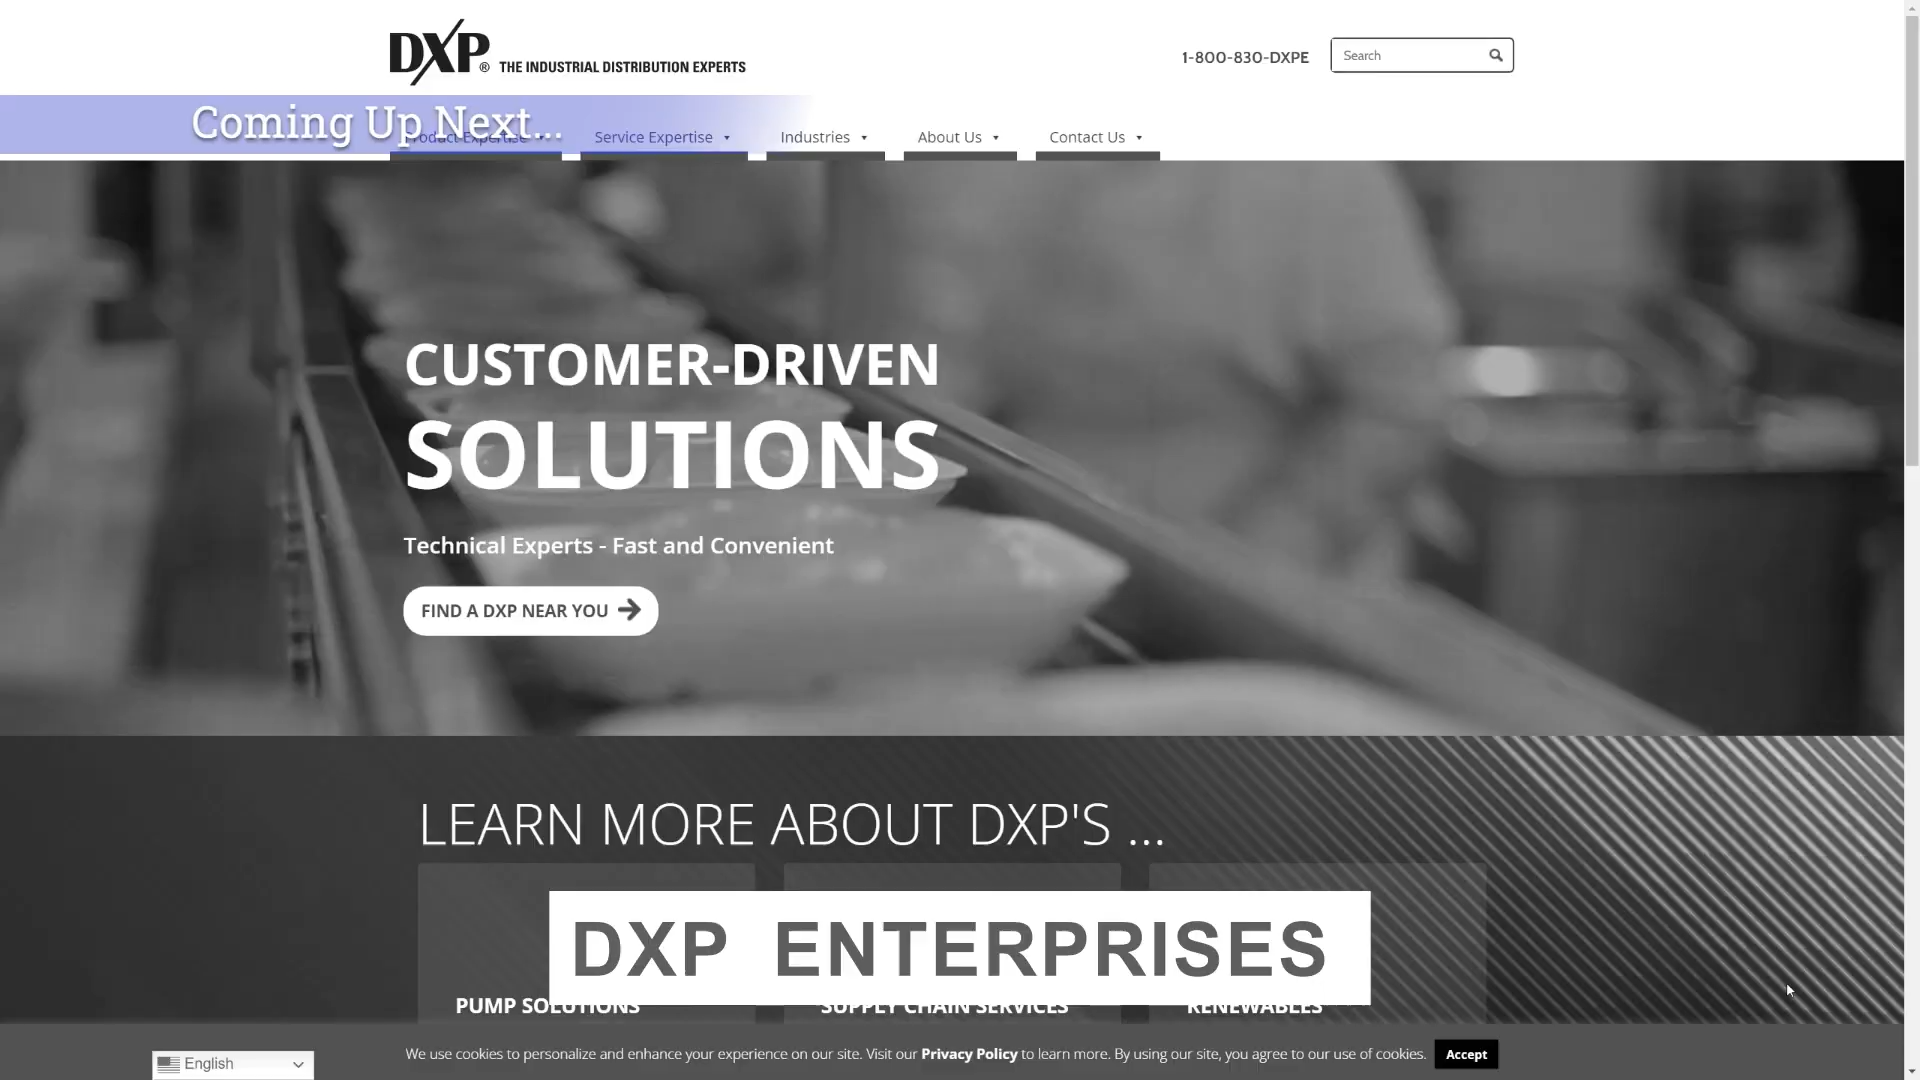 DXP® THE INDUSTRIAL DISTRIBUTION EXPERTS
1-800-830-DXPE
Search
Coming Up Next...
Product Expertise
Service Expertise
Industries
About Us
Contact Us
CUSTOMER-DRIVEN
SOLUTIONS
Technical Experts - Fast and Convenient
FIND A DXP NEAR YOU
LEARN MORE ABOUT DXP'S ...
DXP ENTERPRISES
PUMP SOLUTIONS
SUPPLY CHAIN SERVICES
RENEWABLES
We use cookies to personalize and enhance your experience on our site. Visit our Privacy Policy to learn more. By using our site, you agree to our use of cookies.
Accept
English